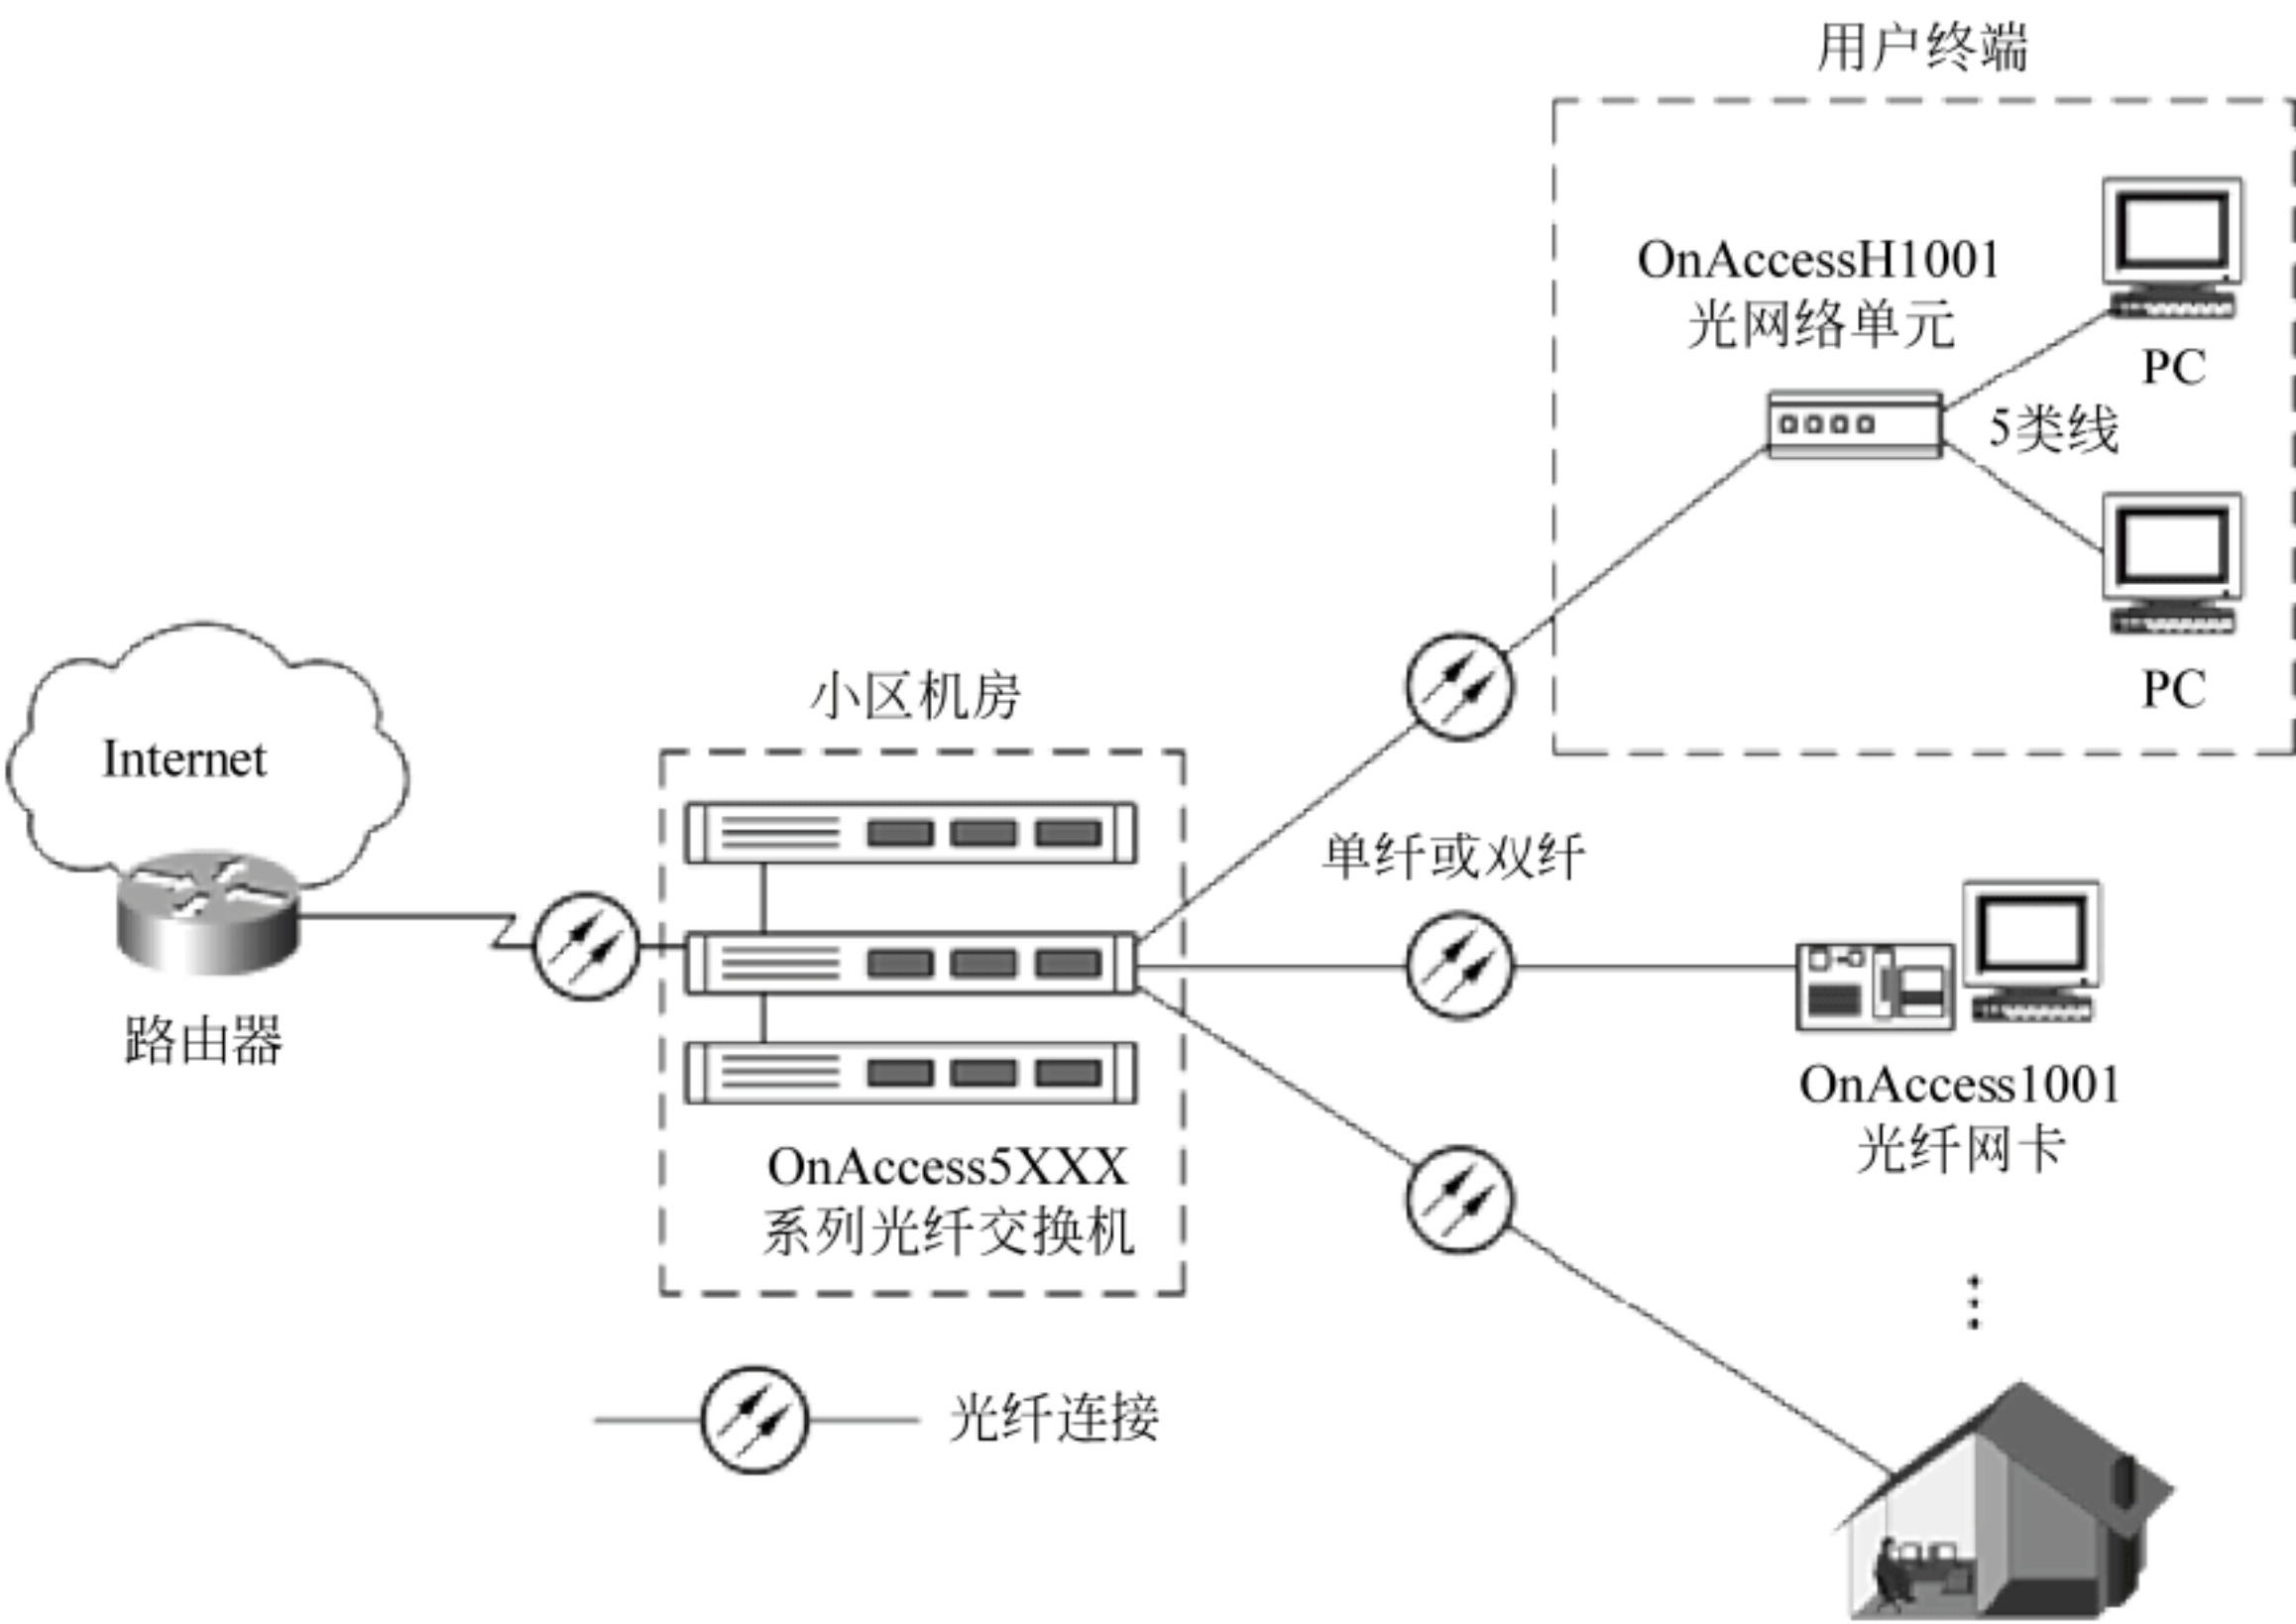 用户终端
OnAccessH1001
光网络单元
PC
5类线
PC
小区机房
Internet
单纤或双纤
路由器
OnAccess1001
光纤网卡
OnAccess5XXX
系列光纤交换机
光纤连接